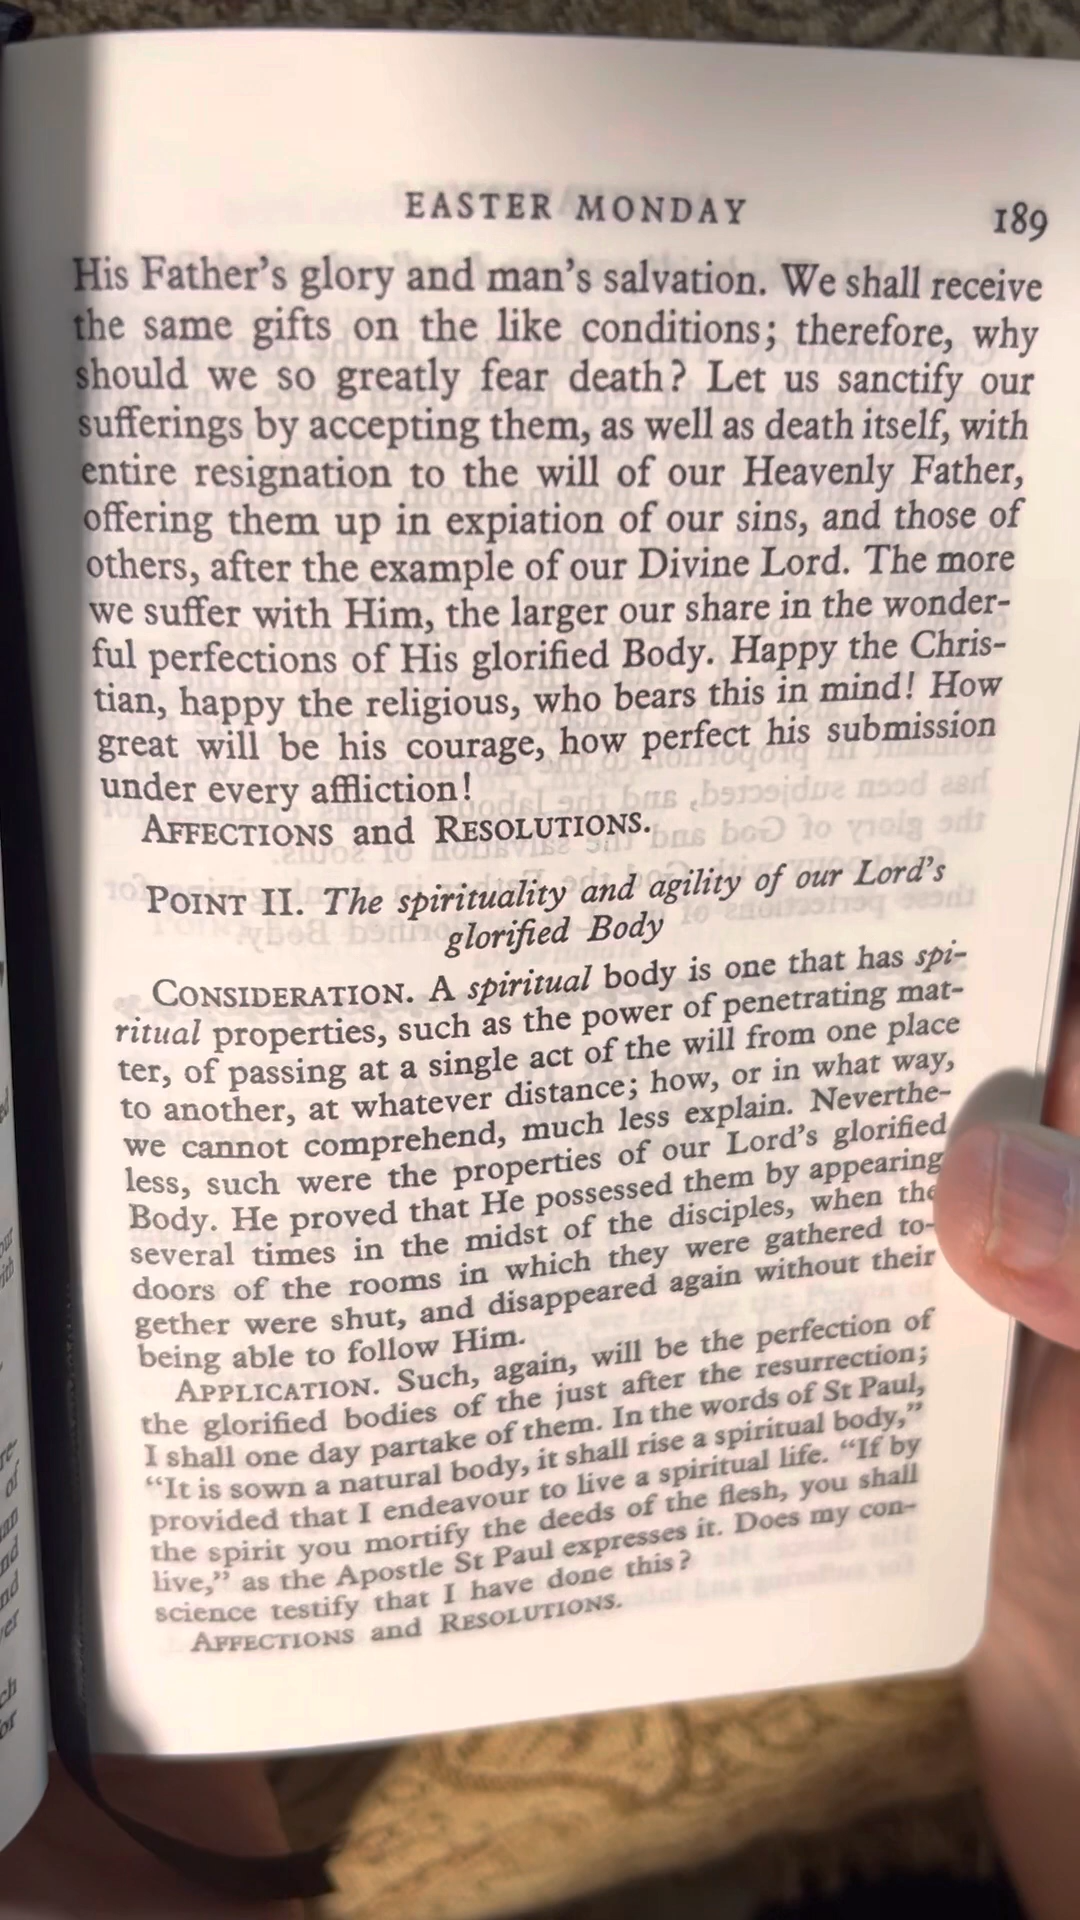 EASTER MONDAY 189
His Father's glory and man's salvation. We shall receive
the same gifts on the like conditions; therefore, why
should we so greatly fear death? Let us sanctify our
sufferings by accepting them, as well as death itself, with
entire resignation to the will of our Heavenly Father,
offering them up in expiation of our sins, and those of
others, after the example of our Divine Lord. The more
we suffer with Him, the larger our share in the wonder-
ful perfections of His glorified Body. Happy the Chris-
tian, happy the religious, who bears this in mind! How
great will be his courage, how perfect his submission
under every affliction!
AFFECTIONS and RESOLUTIONS.
POINT II. The spirituality and agility of our Lord's
glorified Body
CONSIDERATION. A spiritual body is one that has spi-
ritual properties, such as the power of penetrating mat-
ter, of passing at a single act of the will from one place
to another, at whatever distance; how, or in what way,
we cannot comprehend, much less explain. Neverthe-
less, such were the properties of our Lord's glorified
Body. He proved that He possessed them by appearing
several times in the midst of the disciples, when the
doors of the rooms in which they were gathered to-
gether were shut, and disappeared again without their
being able to follow Him.
APPLICATION. Such, again, will be the perfection of
the glorified bodies of the just after the resurrection;
I shall one day partake of them. In the words of St Paul,
"It is sown a natural body, it shall rise a spiritual body,"
provided that I endeavour to live a spiritual life. "If by
the spirit you mortify the deeds of the flesh, you shall
live," as the Apostle St Paul expresses it. Does my con-
science testify that I have done this?
AFFECTIONS and RESOLUTIONS.